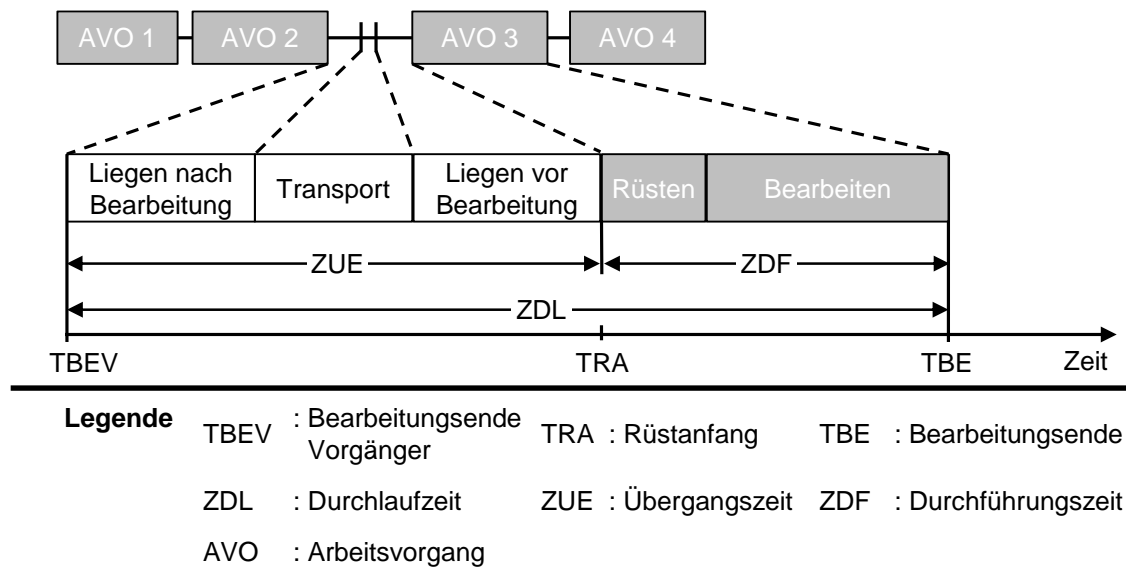 AVO 1 AVO 2 AVO 3 AVO 4
Liegen nach Bearbeitung
Transport
Liegen vor Bearbeitung
Rüsten
Bearbeiten
ZUE ZDF
ZDL
TBEV TRA TBE Zeit
Legende
TBEV : Bearbeitungsende Vorgänger
TRA : Rüstanfang
TBE : Bearbeitungsende
ZDL : Durchlaufzeit
ZUE : Übergangszeit
ZDF : Durchführungszeit
AVO : Arbeitsvorgang